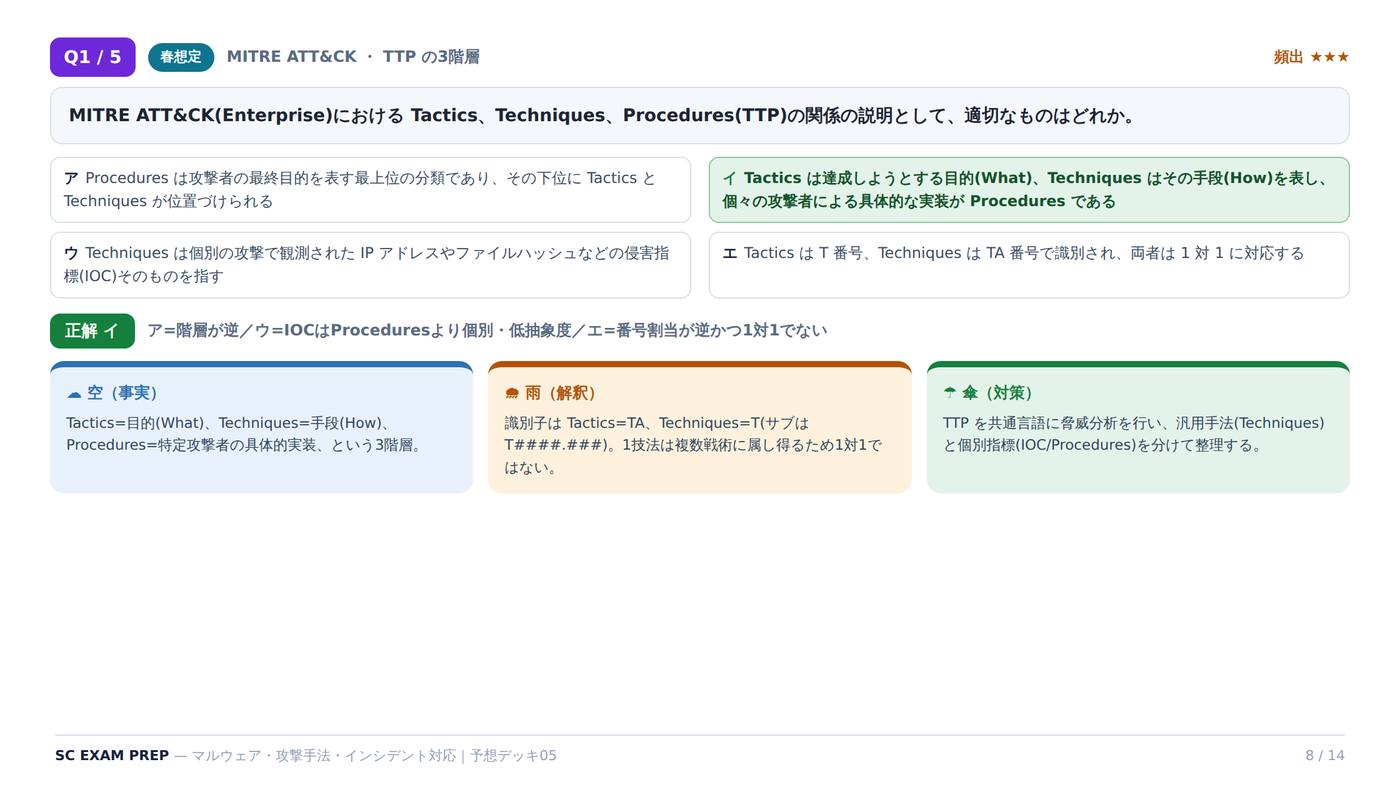 Q1 / 5
春想定
MITRE ATT&CK ・ TTP の3階層
頻出 ★★★
MITRE ATT&CK(Enterprise)における Tactics、Techniques、Procedures(TTP)の関係の説明として、適切なものはどれか。
ア Procedures は攻撃者の最終目的を表す最上位の分類であり、その下位に Tactics と
Techniques が位置づけられる
イ Tactics は達成しようとする目的(What)、Techniques はその手段(How)を表し、
個々の攻撃者による具体的な実装が Procedures である
ウ Techniques は個別の攻撃で観測された IP アドレスやファイルハッシュなどの侵害指
標(IOC)そのものを指す
エ Tactics は T 番号、Techniques は TA 番号で識別され、両者は 1 対 1 に対応する
正解 イ
ア=階層が逆／ウ=IOCはProceduresより個別・低抽象度／エ=番号割当が逆かつ1対1でない
☁ 空（事実）
Tactics=目的(What)、Techniques=手段(How)、
Procedures=特定攻撃者の具体的実装、という3階層。
🌧 雨（解釈）
識別子は Tactics=TA、Techniques=T(サブは
T####.###)。1技法は複数戦術に属し得るため1対1で
はない。
☂ 傘（対策）
TTP を共通言語に脅威分析を行い、汎用手法(Techniques)
と個別指標(IOC/Procedures)を分けて整理する。
SC EXAM PREP — マルウェア・攻撃手法・インシデント対応｜予想デッキ05
8 / 14